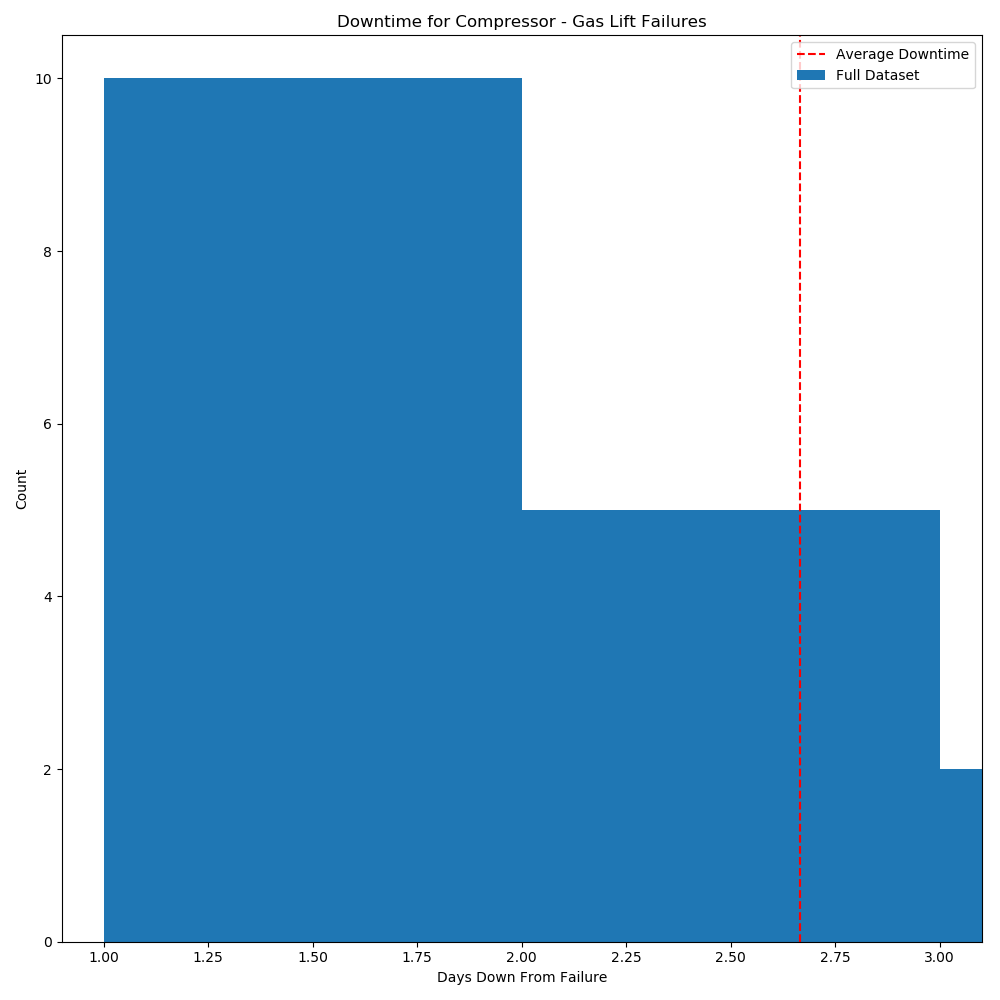 Downtime for Compressor - Gas Lift Failures
Average Downtime
Full Dataset
10
8
6
4
2
0
Count
1.00 1.25 1.50 1.75 2.00 2.25 2.50 2.75 3.00
Days Down From Failure